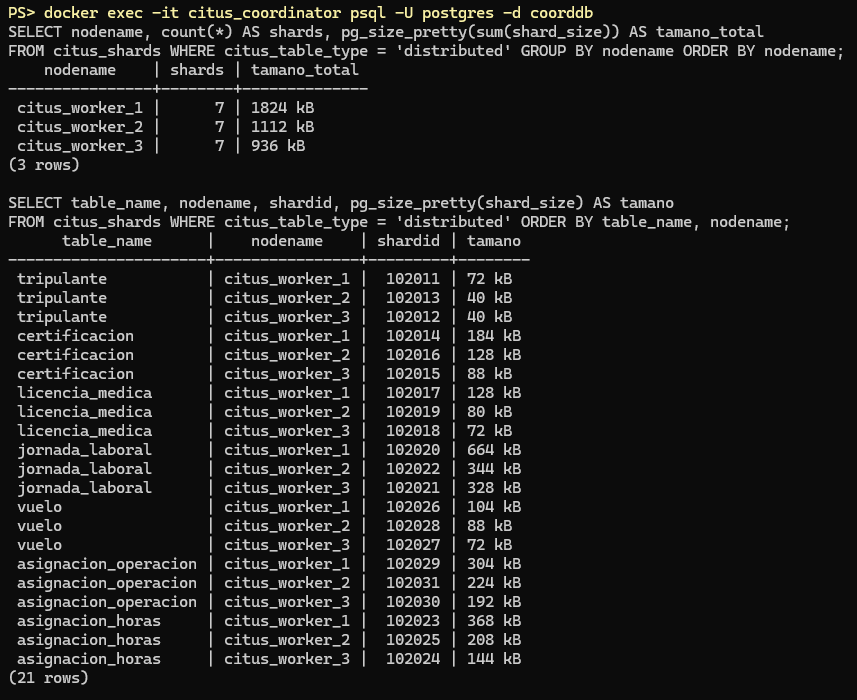 PS> docker exec -it citus_coordinator psql -U postgres -d coorddb
SELECT nodename, count(*) AS shards, pg_size_pretty(sum(shard_size)) AS tamano_total
FROM citus_shards WHERE citus_table_type = 'distributed' GROUP BY nodename ORDER BY nodename;
    nodename    | shards | tamano_total
----------------+--------+--------------
 citus_worker_1 |      7 | 1824 kB
 citus_worker_2 |      7 | 1112 kB
 citus_worker_3 |      7 | 936 kB
(3 rows)

SELECT table_name, nodename, shardid, pg_size_pretty(shard_size) AS tamano
FROM citus_shards WHERE citus_table_type = 'distributed' ORDER BY table_name, nodename;
      table_name      |    nodename    | shardid | tamano
----------------------+----------------+---------+--------
 tripulante           | citus_worker_1 |  102011 | 72 kB
 tripulante           | citus_worker_2 |  102013 | 40 kB
 tripulante           | citus_worker_3 |  102012 | 40 kB
 certificacion        | citus_worker_1 |  102014 | 184 kB
 certificacion        | citus_worker_2 |  102016 | 128 kB
 certificacion        | citus_worker_3 |  102015 | 88 kB
 licencia_medica      | citus_worker_1 |  102017 | 128 kB
 licencia_medica      | citus_worker_2 |  102019 | 80 kB
 licencia_medica      | citus_worker_3 |  102018 | 72 kB
 jornada_laboral      | citus_worker_1 |  102020 | 664 kB
 jornada_laboral      | citus_worker_2 |  102022 | 344 kB
 jornada_laboral      | citus_worker_3 |  102021 | 328 kB
 vuelo                | citus_worker_1 |  102026 | 104 kB
 vuelo                | citus_worker_2 |  102028 | 88 kB
 vuelo                | citus_worker_3 |  102027 | 72 kB
 asignacion_operacion | citus_worker_1 |  102029 | 304 kB
 asignacion_operacion | citus_worker_2 |  102031 | 224 kB
 asignacion_operacion | citus_worker_3 |  102030 | 192 kB
 asignacion_horas     | citus_worker_1 |  102023 | 368 kB
 asignacion_horas     | citus_worker_2 |  102025 | 208 kB
 asignacion_horas     | citus_worker_3 |  102024 | 144 kB
(21 rows)